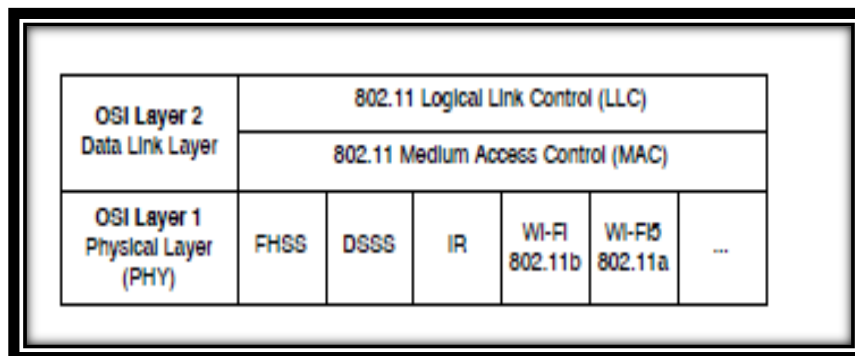 OSI Layer 2
Data Link Layer
802.11 Logical Link Control (LLC)
802.11 Medium Access Control (MAC)
OSI Layer 1
Physical Layer
(PHY)
FHSS
DSSS
IR
WI-FI
802.11b
WI-FI5
802.11a
...